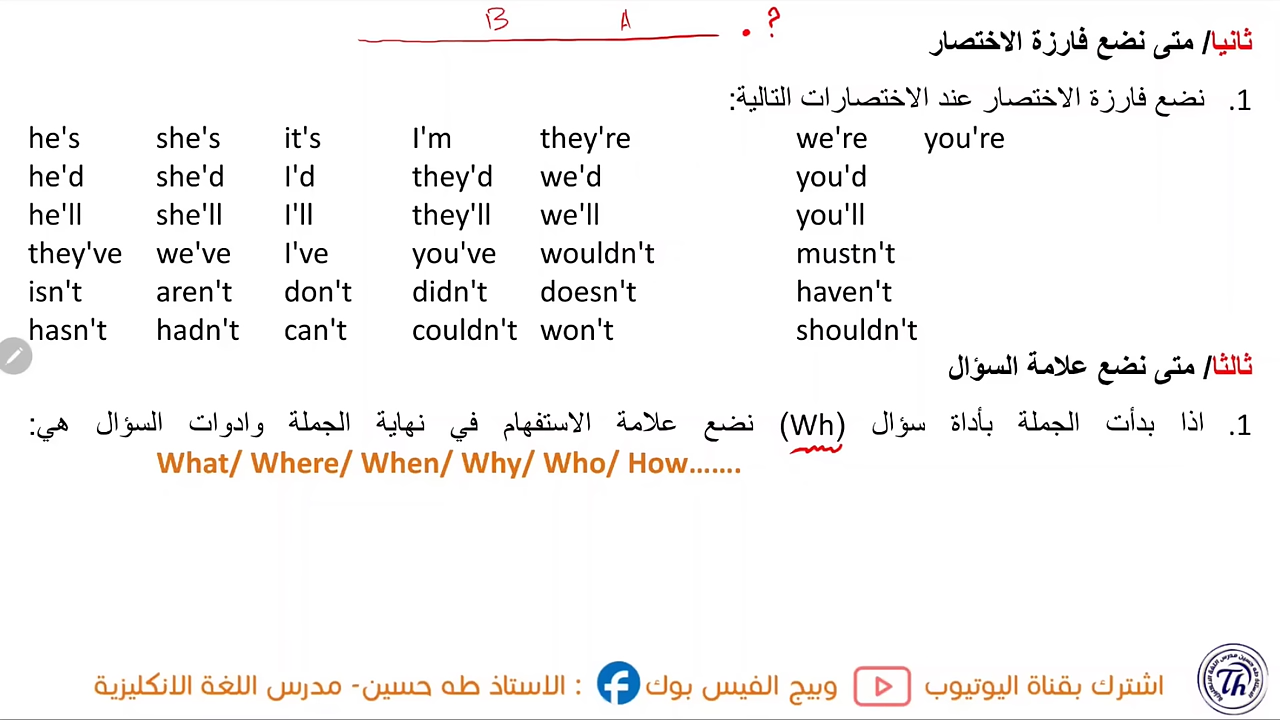 B A . ?
ثانيا/ متى نضع فارزة الاختصار
1. نضع فارزة الاختصار عند الاختصارات التالية:
he's she's it's I'm they're we're you're
he'd she'd I'd they'd we'd you'd
he'll she'll I'll they'll we'll you'll
they've we've I've you've wouldn't mustn't
isn't aren't don't didn't doesn't haven't
hasn't hadn't can't couldn't won't shouldn't
ثالثا/ متى نضع علامة السؤال
1. اذا بدأت الجملة بأداة سؤال (Wh) نضع علامة الاستفهام في نهاية الجملة وادوات السؤال هي:
What/ Where/ When/ Why/ Who/ How.......
اشترك بقناة اليوتيوب وبيج الفيس بوك : الاستاذ طه حسين- مدرس اللغة الانكليزية
Th